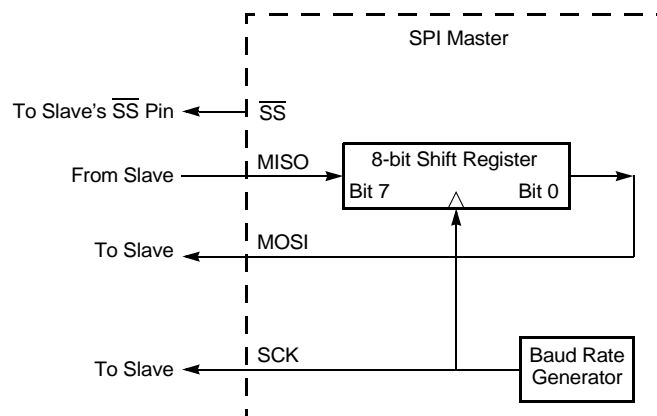 SPI Master
To Slave's SS Pin
SS
From Slave
MISO
8-bit Shift Register
Bit 7
Bit 0
To Slave
MOSI
To Slave
SCK
Baud Rate
Generator